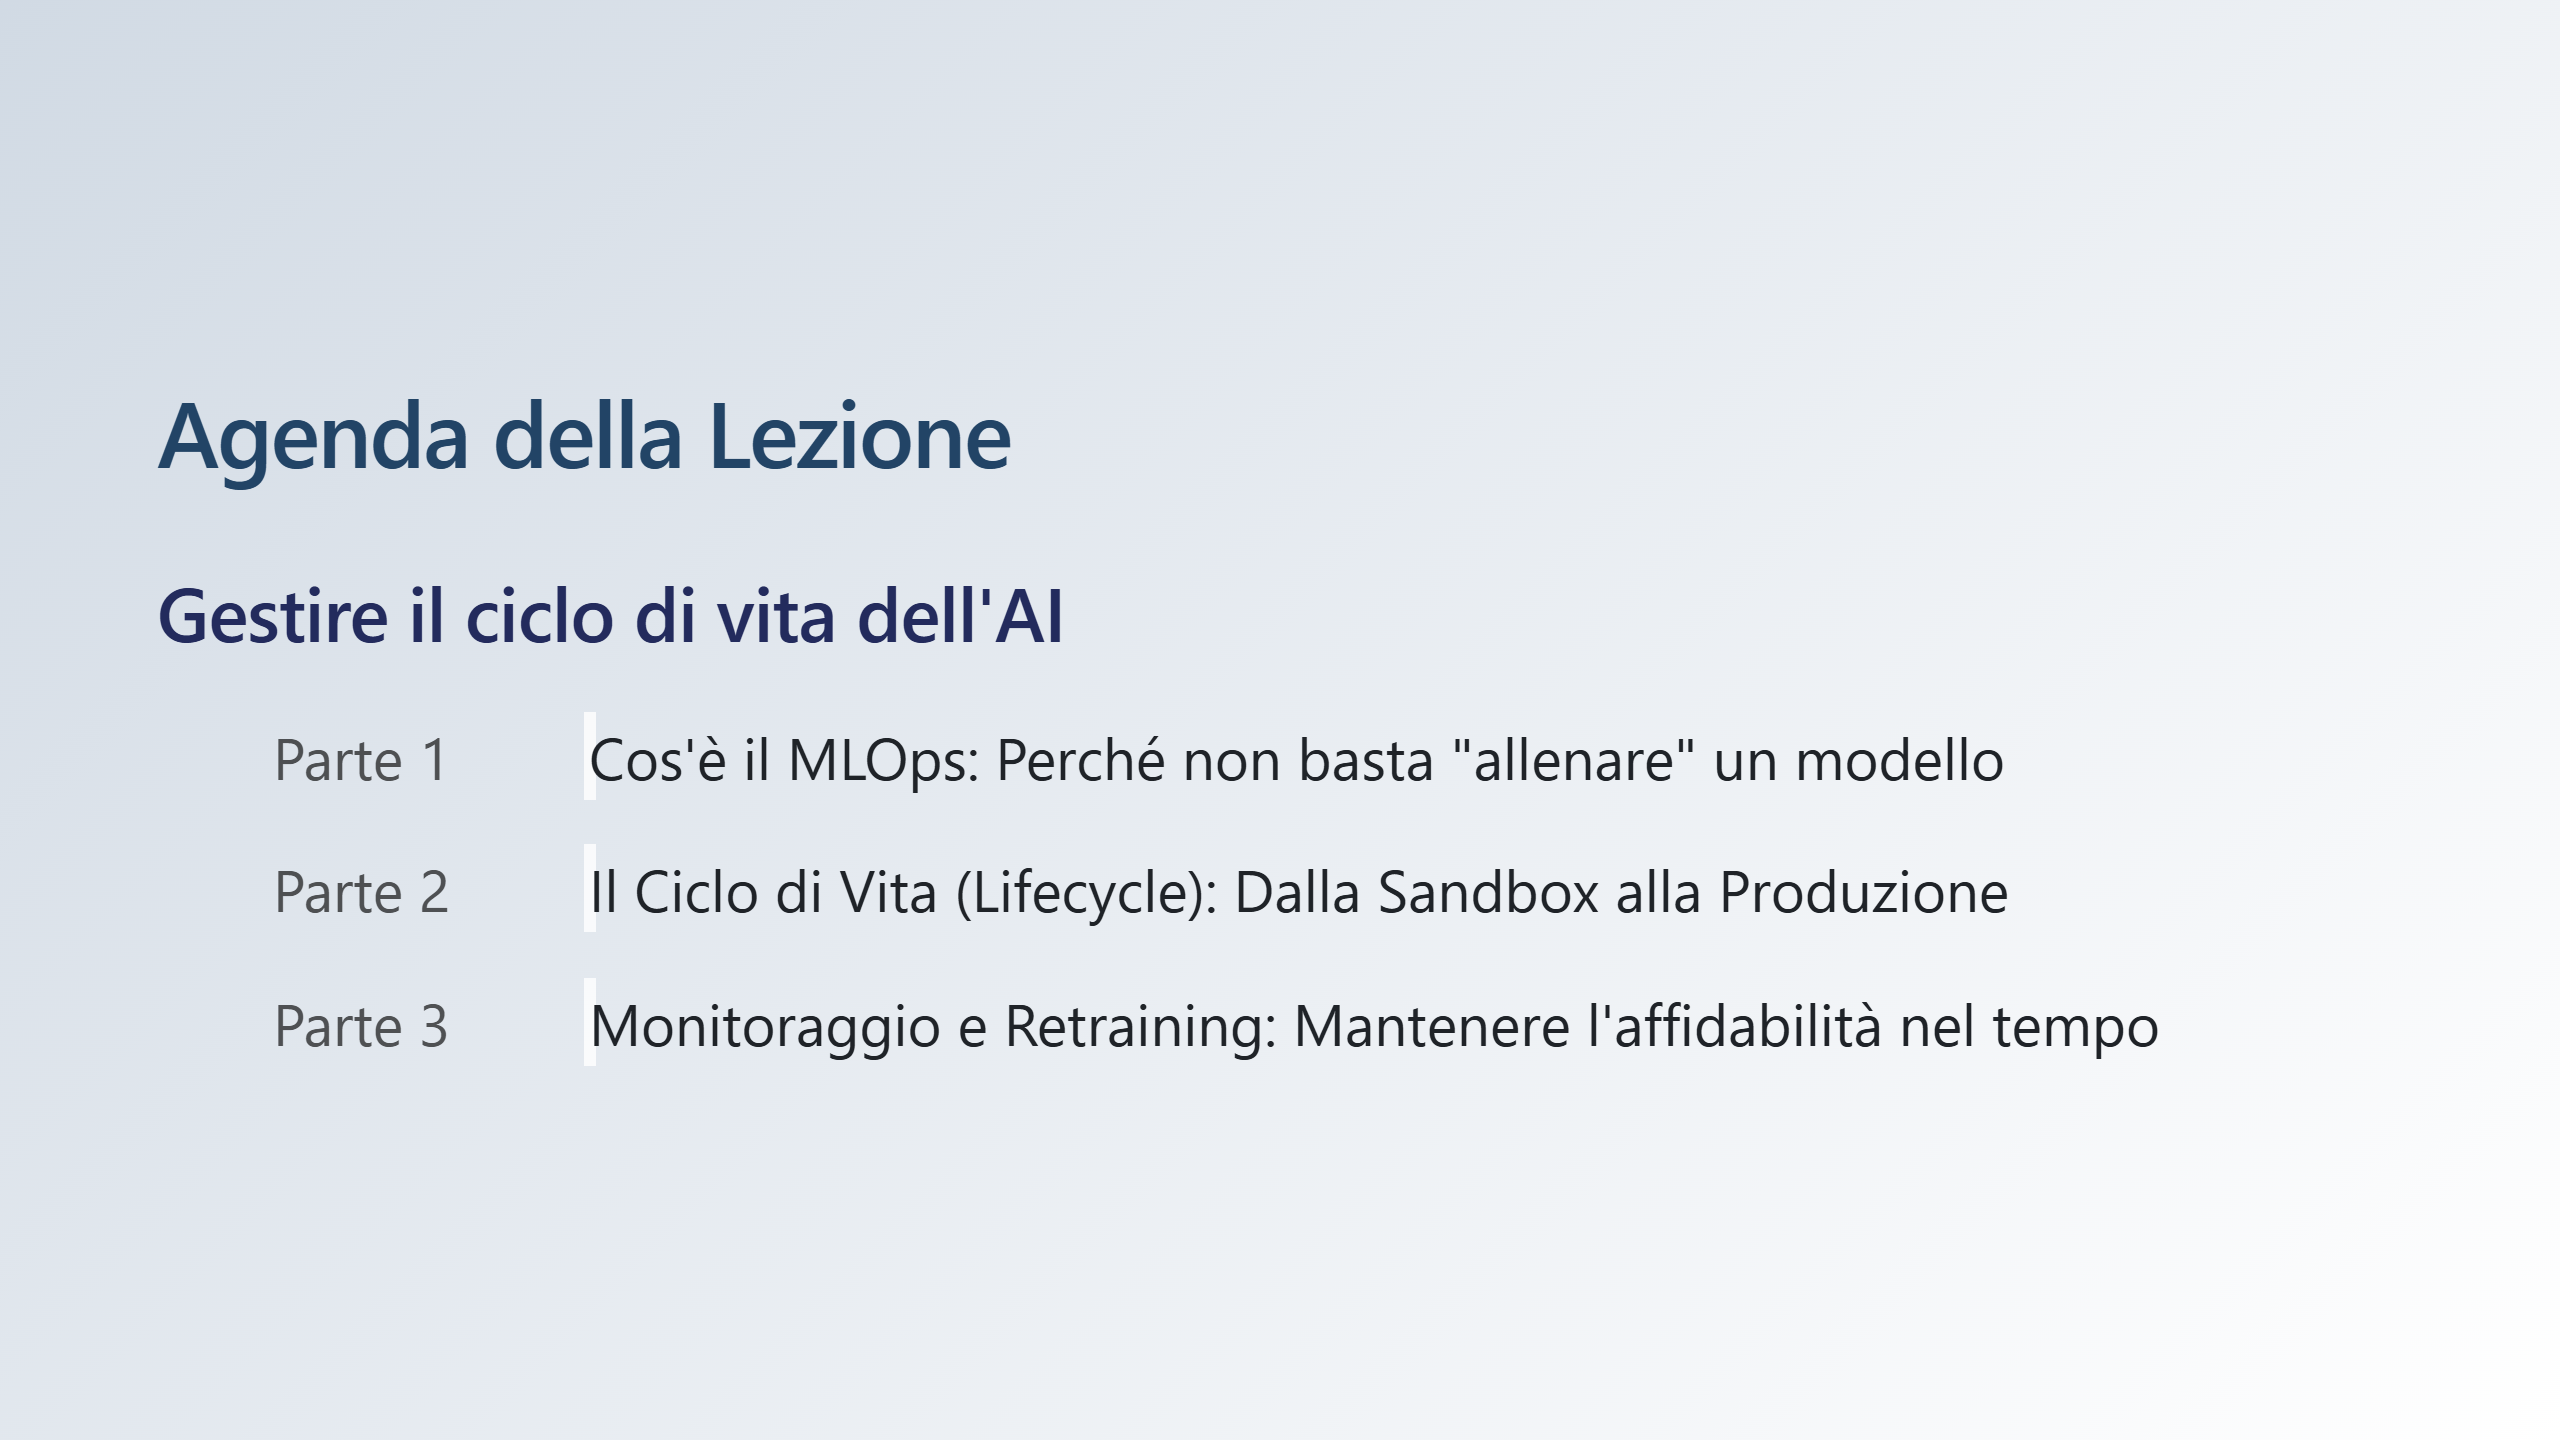 Agenda della Lezione
Gestire il ciclo di vita dell'AI
Parte 1 Cos'è il MLOps: Perché non basta "allenare" un modello
Parte 2 Il Ciclo di Vita (Lifecycle): Dalla Sandbox alla Produzione
Parte 3 Monitoraggio e Retraining: Mantenere l'affidabilità nel tempo